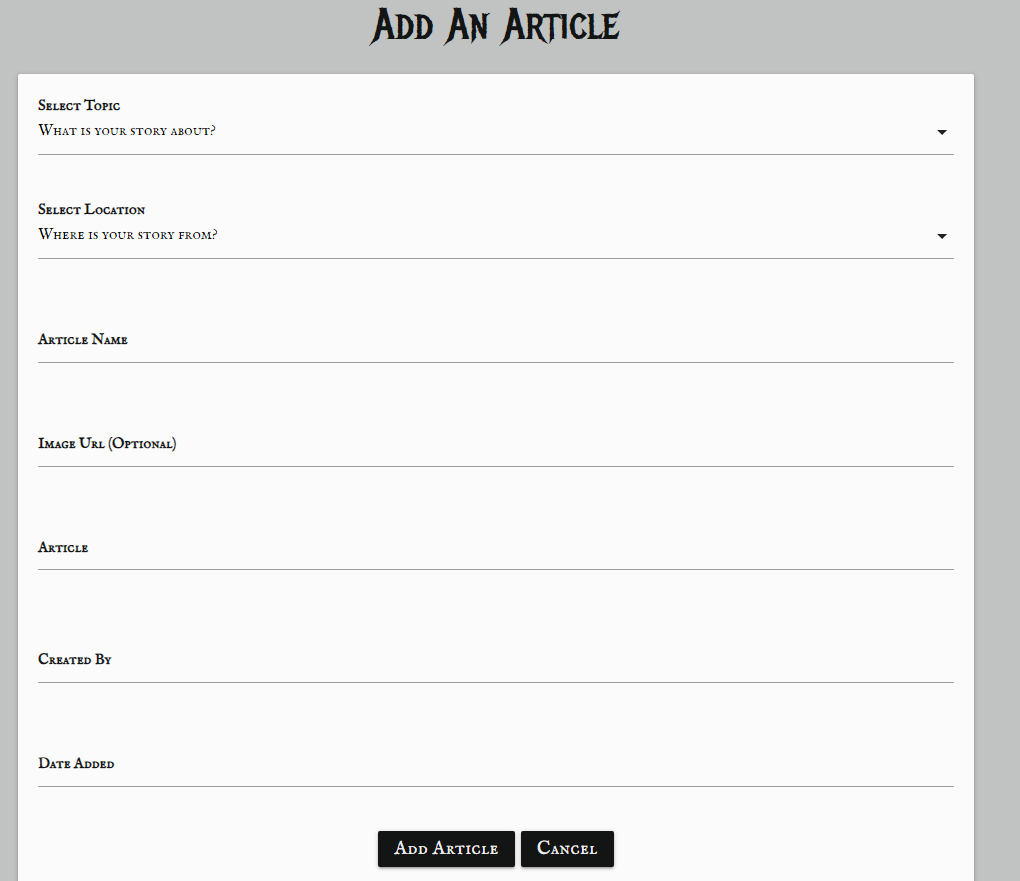 Add An Article
Select Topic
What is your story about?
Select Location
Where is your story from?
Article Name
Image Url (Optional)
Article
Created By
Date Added
Add Article
Cancel